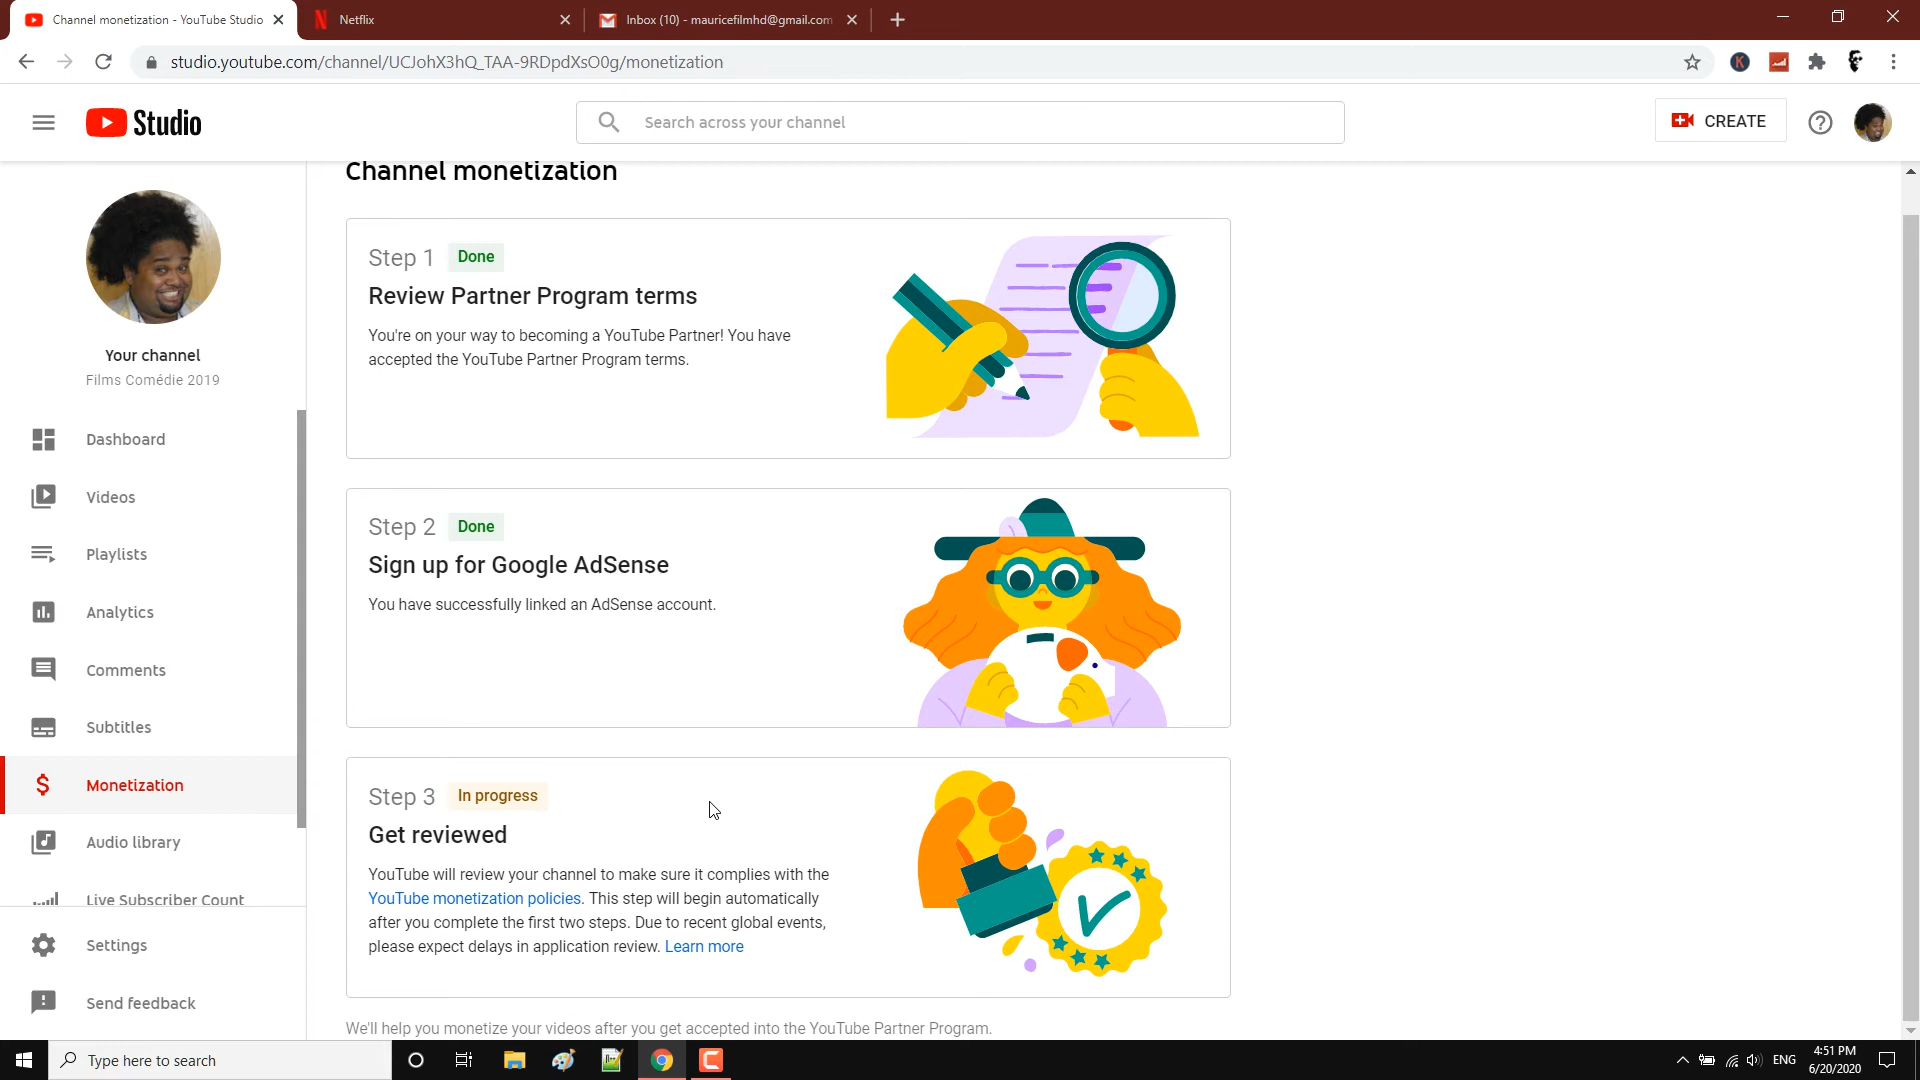 Channel monetization - YouTube Studio
Netflix
Inbox (10) - mauricefilmhd@gmail.com
studio.youtube.com/channel/UCJohX3hQ_TAA-9RDpdXsO0g/monetization
Studio
Search across your channel
CREATE
Your channel
Films Comédie 2019
Dashboard
Videos
Playlists
Analytics
Comments
Subtitles
Monetization
Audio library
Live Subscriber Count
Settings
Send feedback
Channel monetization
Step 1 Done
Review Partner Program terms
You're on your way to becoming a YouTube Partner! You have
accepted the YouTube Partner Program terms.
Step 2 Done
Sign up for Google AdSense
You have successfully linked an AdSense account.
Step 3 In progress
Get reviewed
YouTube will review your channel to make sure it complies with the
YouTube monetization policies. This step will begin automatically
after you complete the first two steps. Due to recent global events,
please expect delays in application review. Learn more
We'll help you monetize your videos after you get accepted into the YouTube Partner Program.
Type here to search
ENG
4:51 PM
6/20/2020